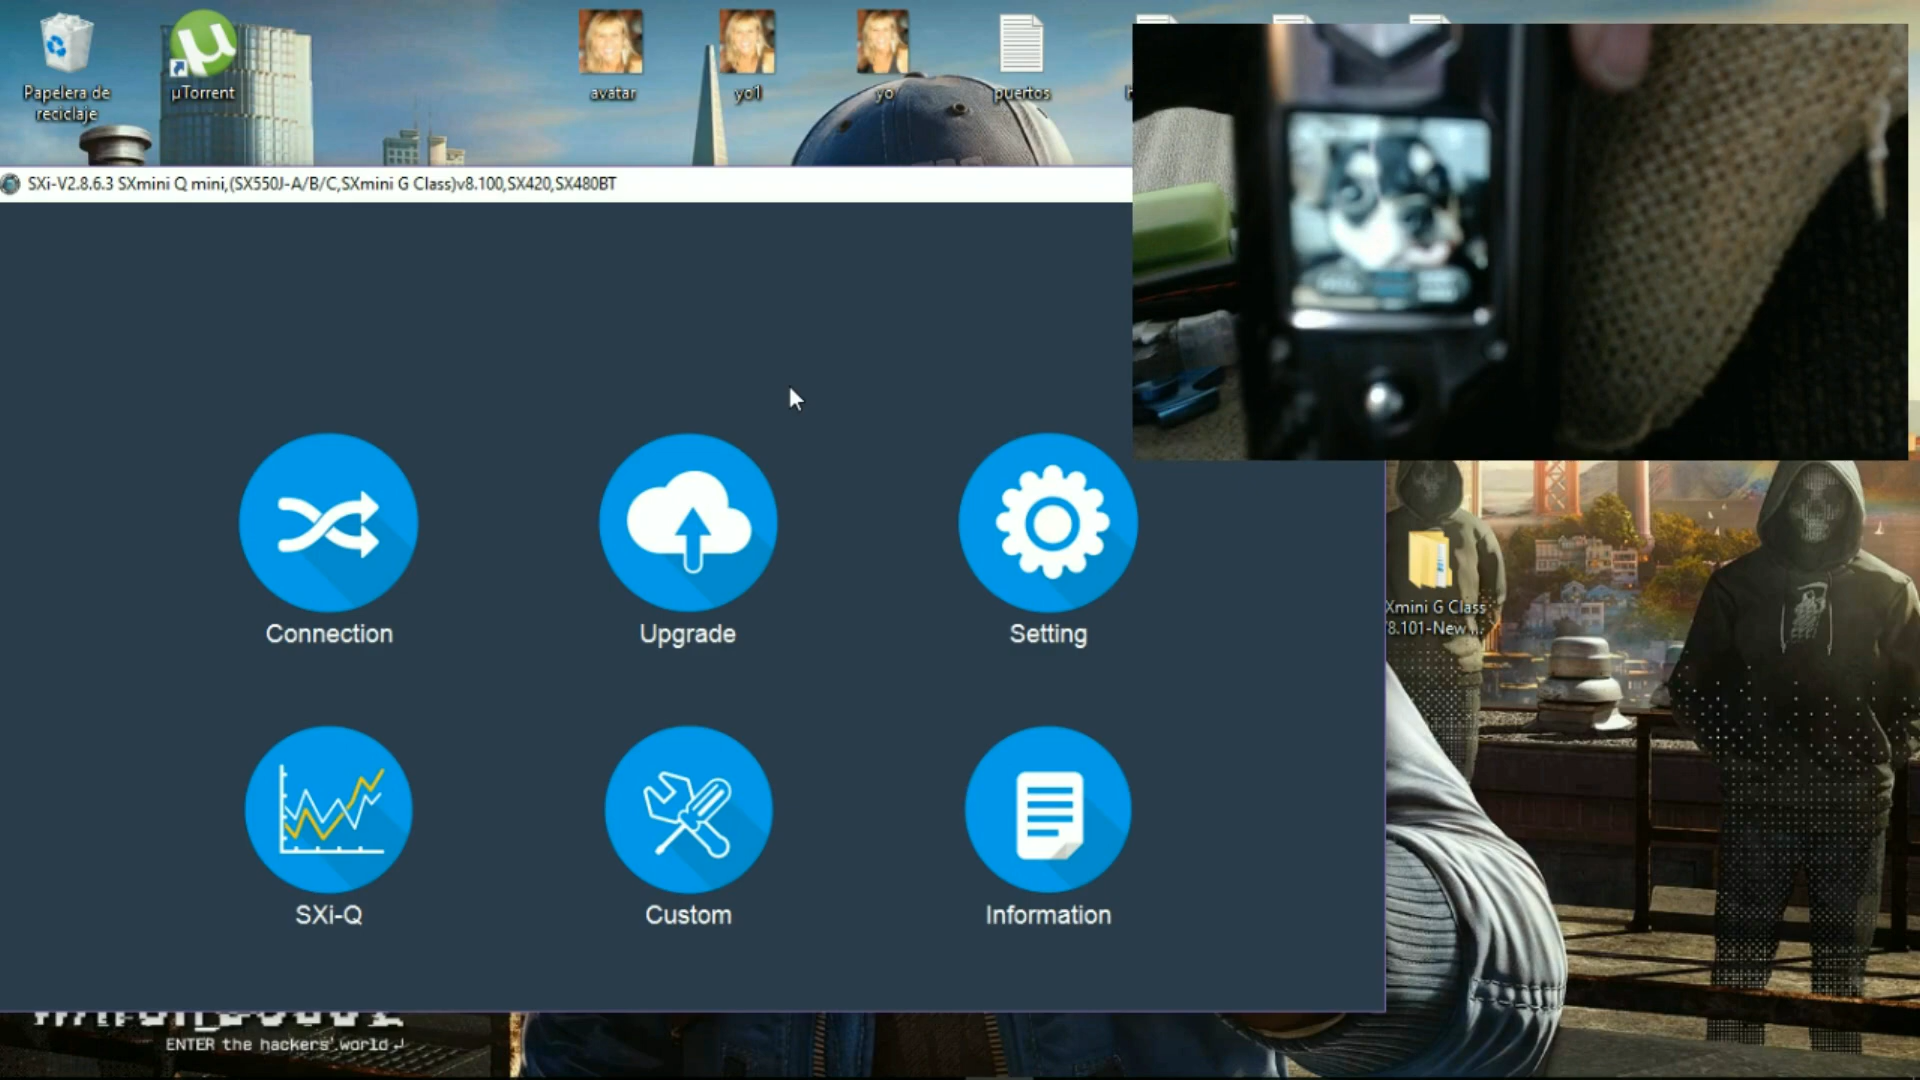 Papelera de
reciclaje
µTorrent
avatar
yo1
yo
puertos
SXi-V2.8.6.3 SXmini Q mini,(SX550J-A/B/C,SXmini G Class)v8.100,SX420,SX480BT
Connection
Upgrade
Setting
Xmini G Class
8.101-New ...
SXi-Q
Custom
Information
ENTER the hackers' world